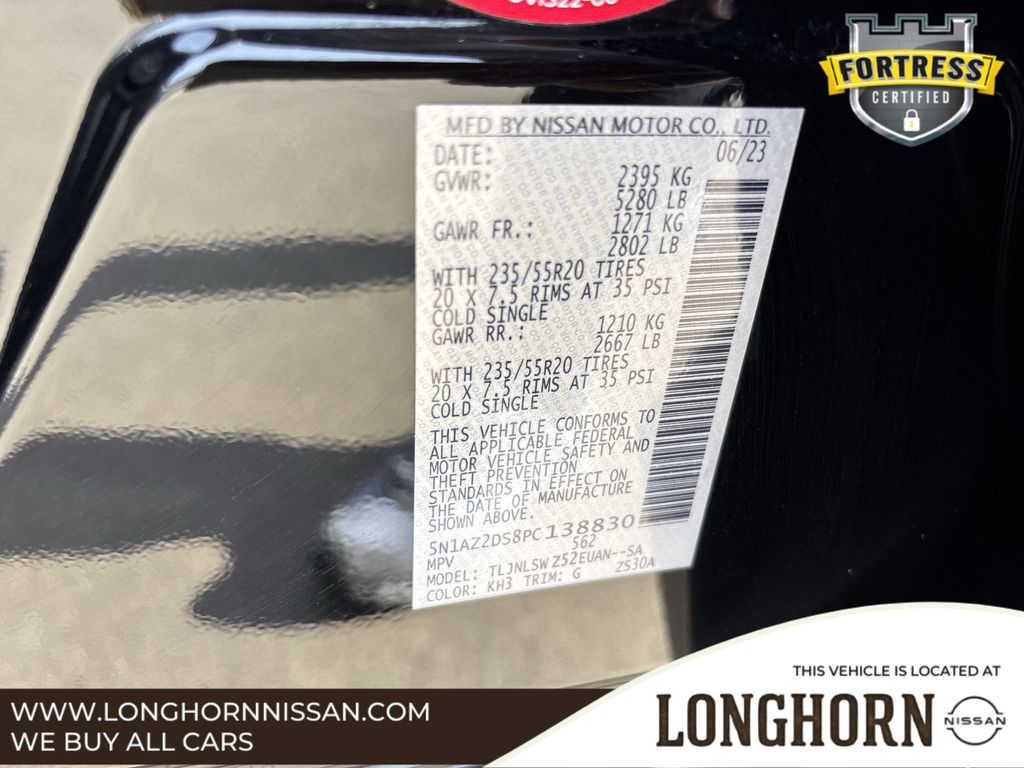 FORTRESS
CERTIFIED
MFD BY NISSAN MOTOR CO., LTD.
DATE: 06/23
GVWR: 2395 KG
5280 LB
GAWR FR.: 1271 KG
2802 LB
WITH 235/55R20 TIRES
20 X 7.5 RIMS AT 35 PSI
COLD SINGLE
GAWR RR.: 1210 KG
2667 LB
WITH 235/55R20 TIRES
20 X 7.5 RIMS AT 35 PSI
COLD SINGLE
THIS VEHICLE CONFORMS TO
ALL APPLICABLE FEDERAL
MOTOR VEHICLE SAFETY AND
THEFT PREVENTION
STANDARDS IN EFFECT ON
THE DATE OF MANUFACTURE
SHOWN ABOVE.
5N1AZ2DS8PC138830
MPV 562
MODEL: TLJNLSWZ52EUAN--SA
COLOR: KH3 TRIM: G ZS30A
THIS VEHICLE IS LOCATED AT
LONGHORN NISSAN
WWW.LONGHORNNISSAN.COM
WE BUY ALL CARS